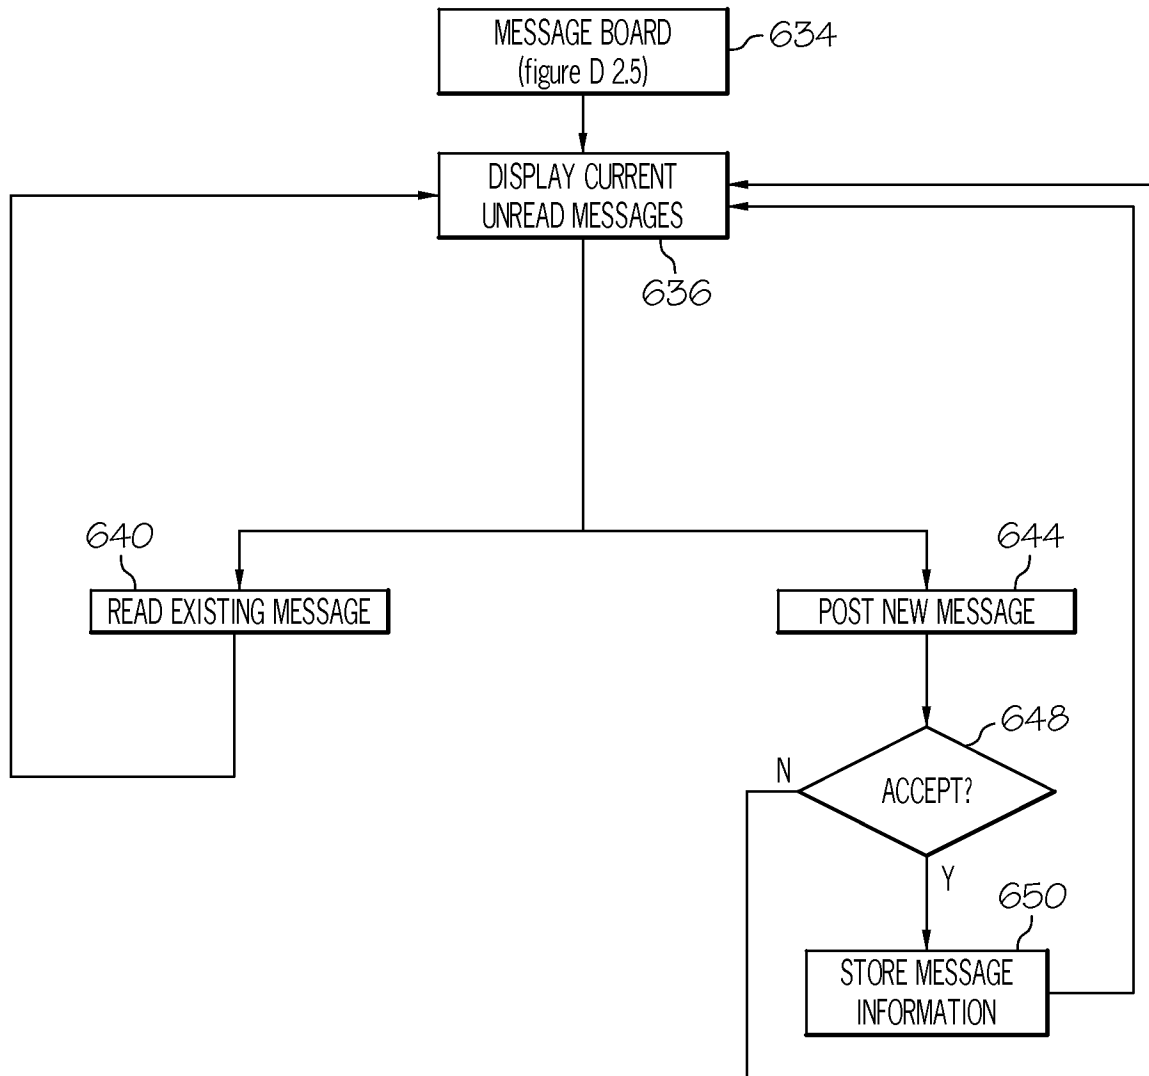 MESSAGE BOARD
(figure D 2.5)
634
DISPLAY CURRENT
UNREAD MESSAGES
636
640
READ EXISTING MESSAGE
644
POST NEW MESSAGE
648
N
ACCEPT?
Y
650
STORE MESSAGE
INFORMATION